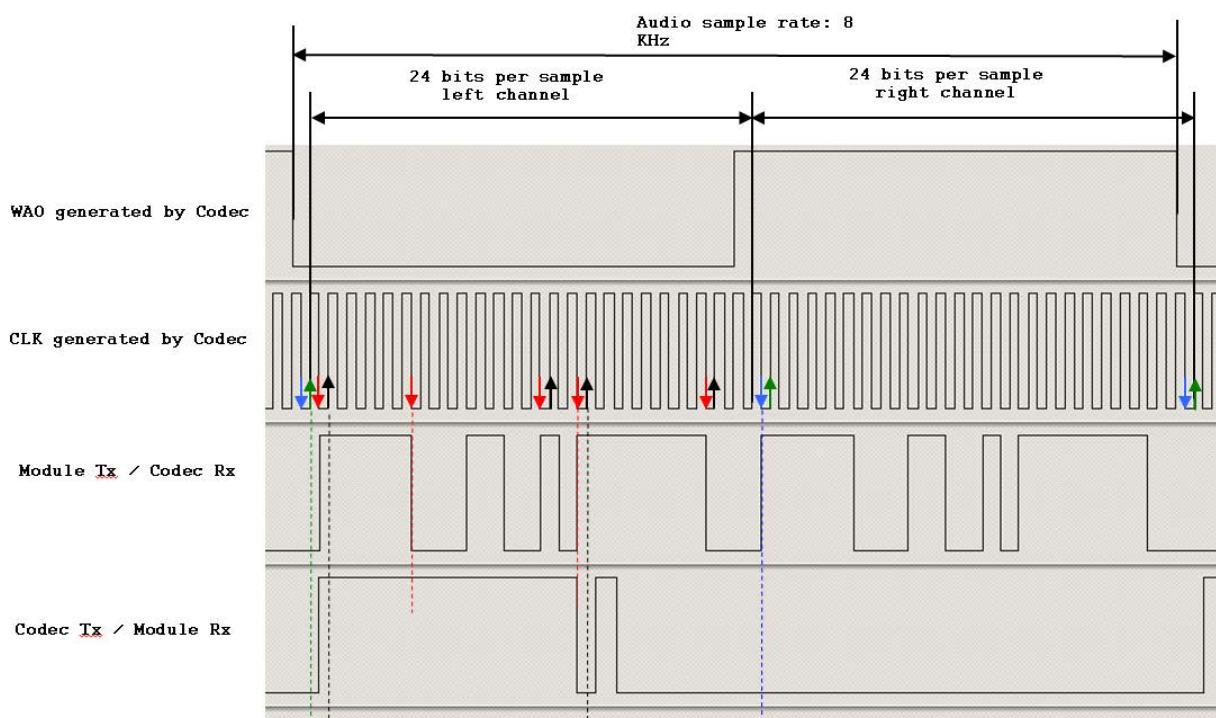 Audio sample rate: 8
KHz
24 bits per sample
left channel
24 bits per sample
right channel
WAO generated by Codec
CLK generated by Codec
Module Tx / Codec Rx
Codec Tx / Module Rx